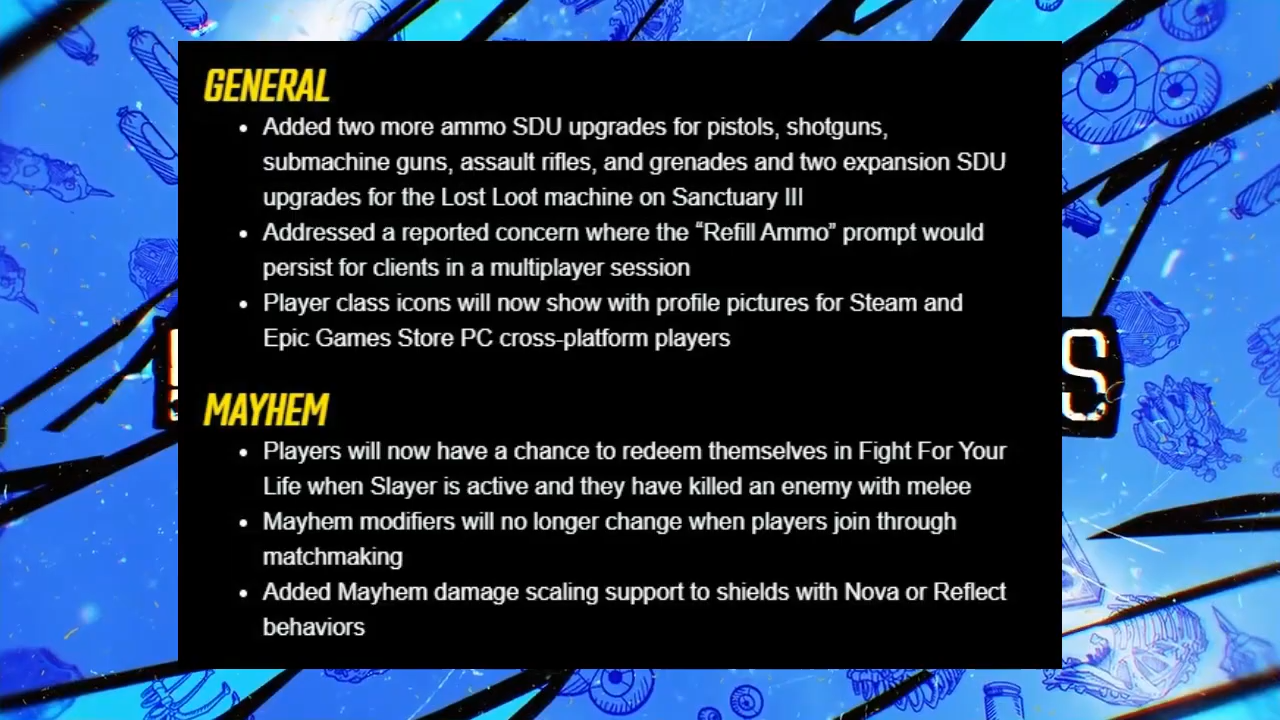 GENERAL
• Added two more ammo SDU upgrades for pistols, shotguns,
submachine guns, assault rifles, and grenades and two expansion SDU
upgrades for the Lost Loot machine on Sanctuary III
• Addressed a reported concern where the “Refill Ammo” prompt would
persist for clients in a multiplayer session
• Player class icons will now show with profile pictures for Steam and
Epic Games Store PC cross-platform players
MAYHEM
• Players will now have a chance to redeem themselves in Fight For Your
Life when Slayer is active and they have killed an enemy with melee
• Mayhem modifiers will no longer change when players join through
matchmaking
• Added Mayhem damage scaling support to shields with Nova or Reflect
behaviors
S